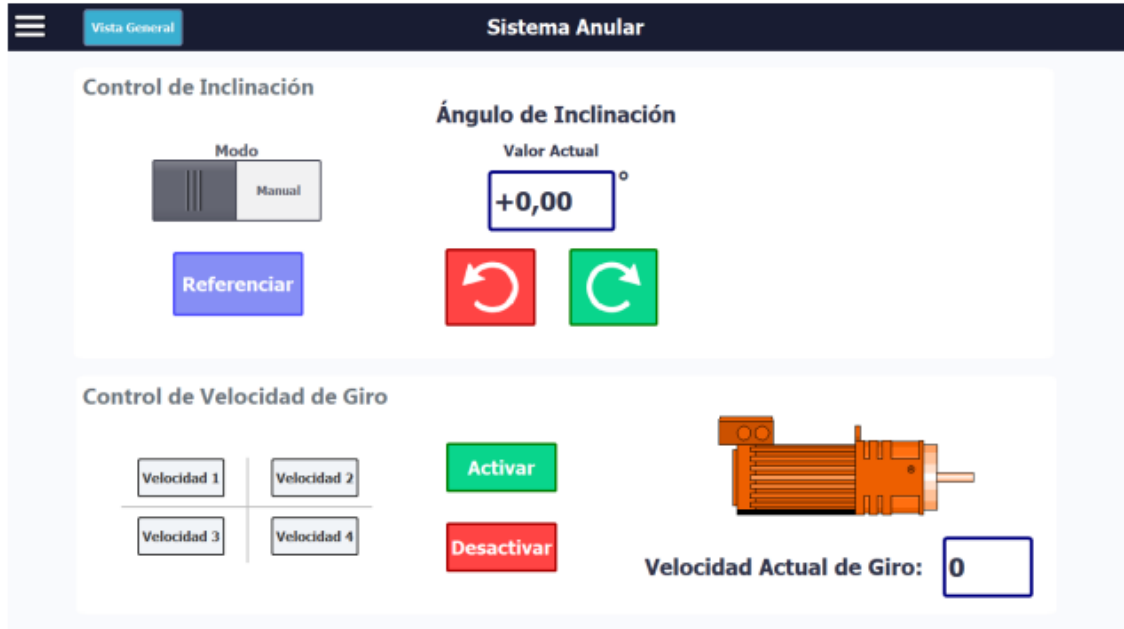 Vista General
Sistema Anular
Control de Inclinación
Ángulo de Inclinación
Modo
Valor Actual
Manual
+0,00
°
Referenciar
Control de Velocidad de Giro
Velocidad 1
Velocidad 2
Activar
Velocidad 3
Velocidad 4
Desactivar
Velocidad Actual de Giro:
0